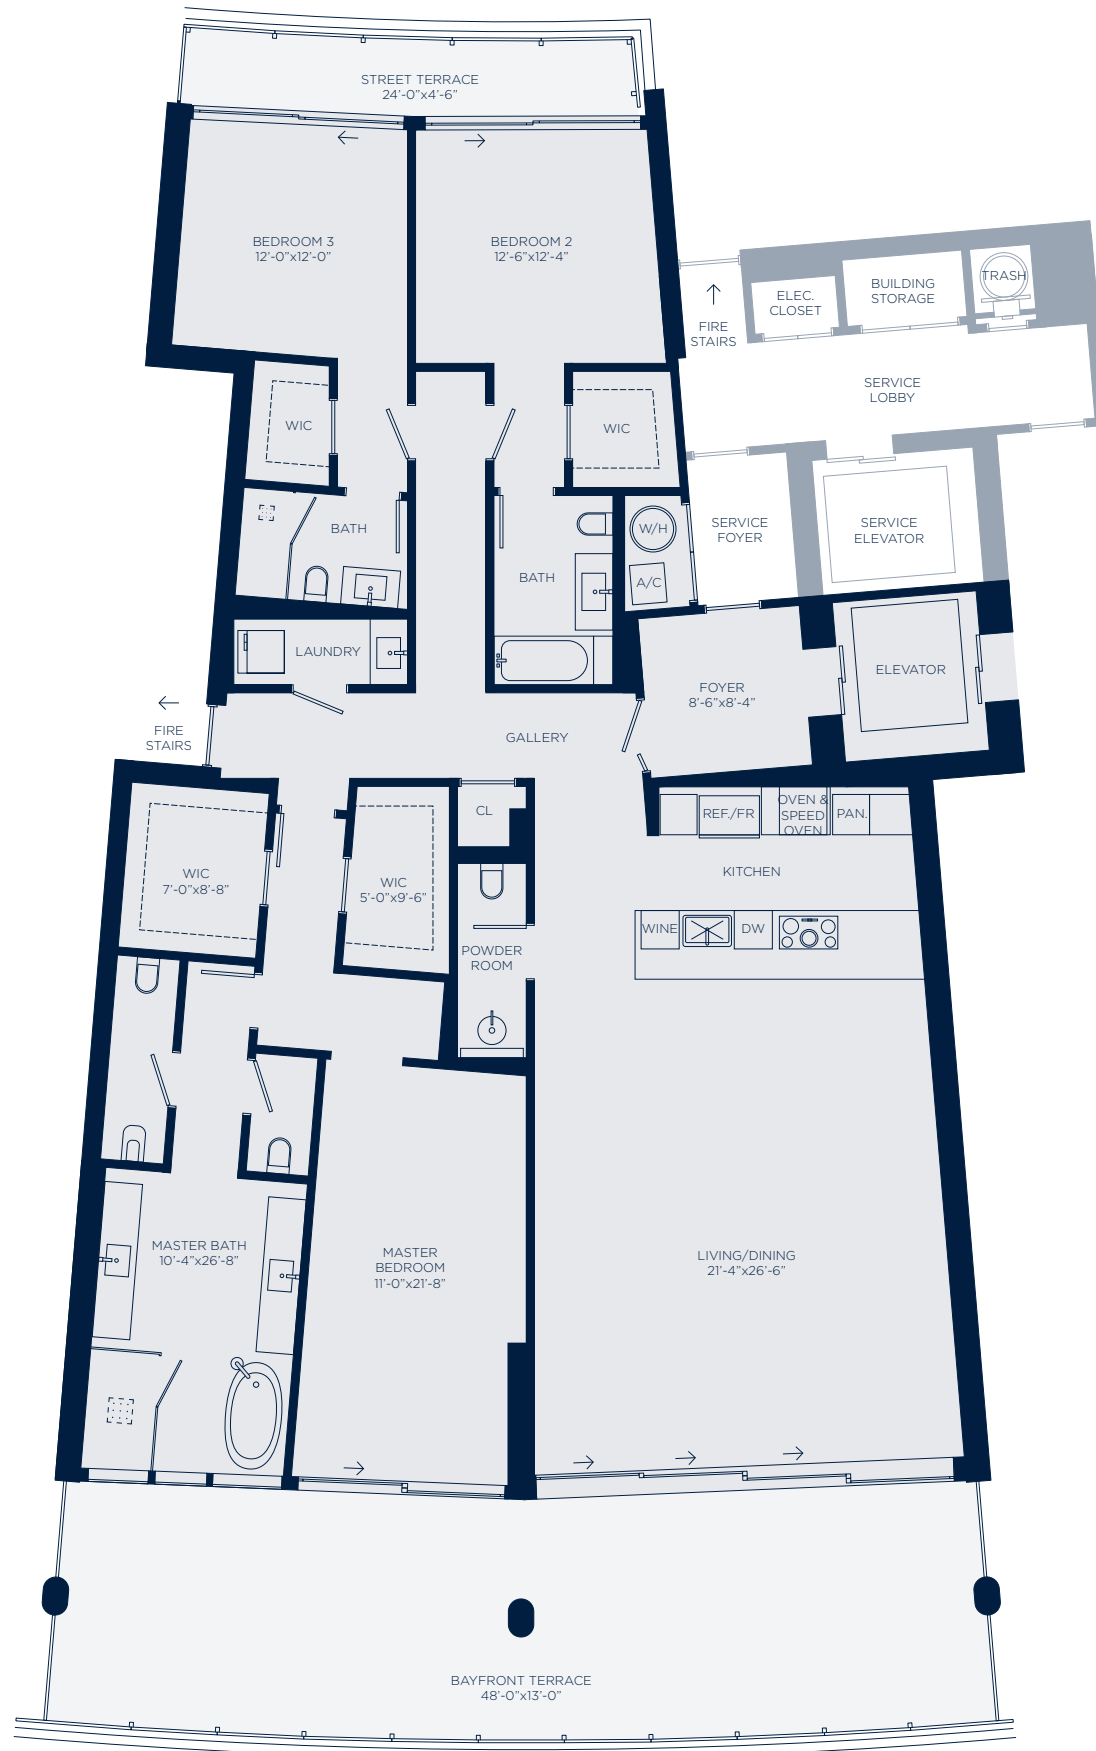 STREET TERRACE
24'-0"x4'-6"
BEDROOM 3
12'-0"x12'-0"
BEDROOM 2
12'-6"x12'-4"
TRASH
BUILDING
STORAGE
ELEC.
CLOSET
FIRE
STAIRS
SERVICE
LOBBY
WIC
WIC
BATH
W/H
SERVICE
FOYER
SERVICE
ELEVATOR
BATH
A/C
LAUNDRY
ELEVATOR
FOYER
8'-6"x8'-4"
FIRE
STAIRS
GALLERY
CL
REF./FR
OVEN &
SPEED
OVEN
PAN.
WIC
7'-0"x8'-8"
WIC
5'-0"x9'-6"
KITCHEN
WINE
DW
POWDER
ROOM
MASTER BATH
10'-4"x26'-8"
MASTER
BEDROOM
11'-0"x21'-8"
LIVING/DINING
21'-4"x26'-6"
BAYFRONT TERRACE
48'-0"x13'-0"